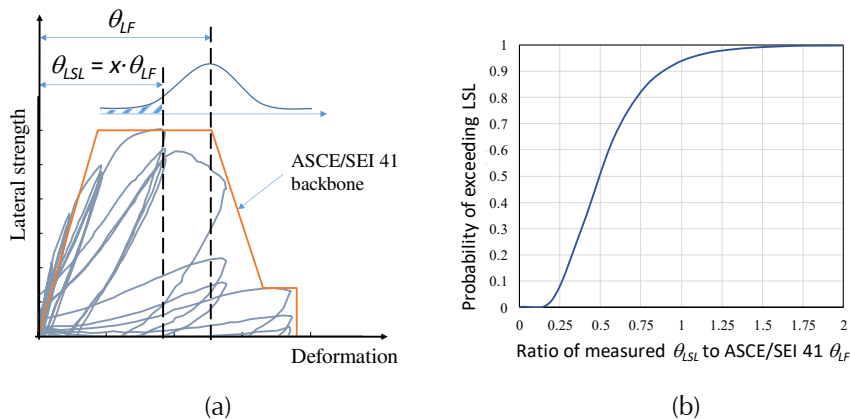 θLF
θLSL = x·θLF
ASCE/SEI 41
backbone
Lateral strength
Deformation
(a)
Probability of exceeding LSL
1
0.9
0.8
0.7
0.6
0.5
0.4
0.3
0.2
0.1
0
0 0.25 0.5 0.75 1 1.25 1.5 1.75 2
Ratio of measured θLSL to ASCE/SEI 41 θLF
(b)